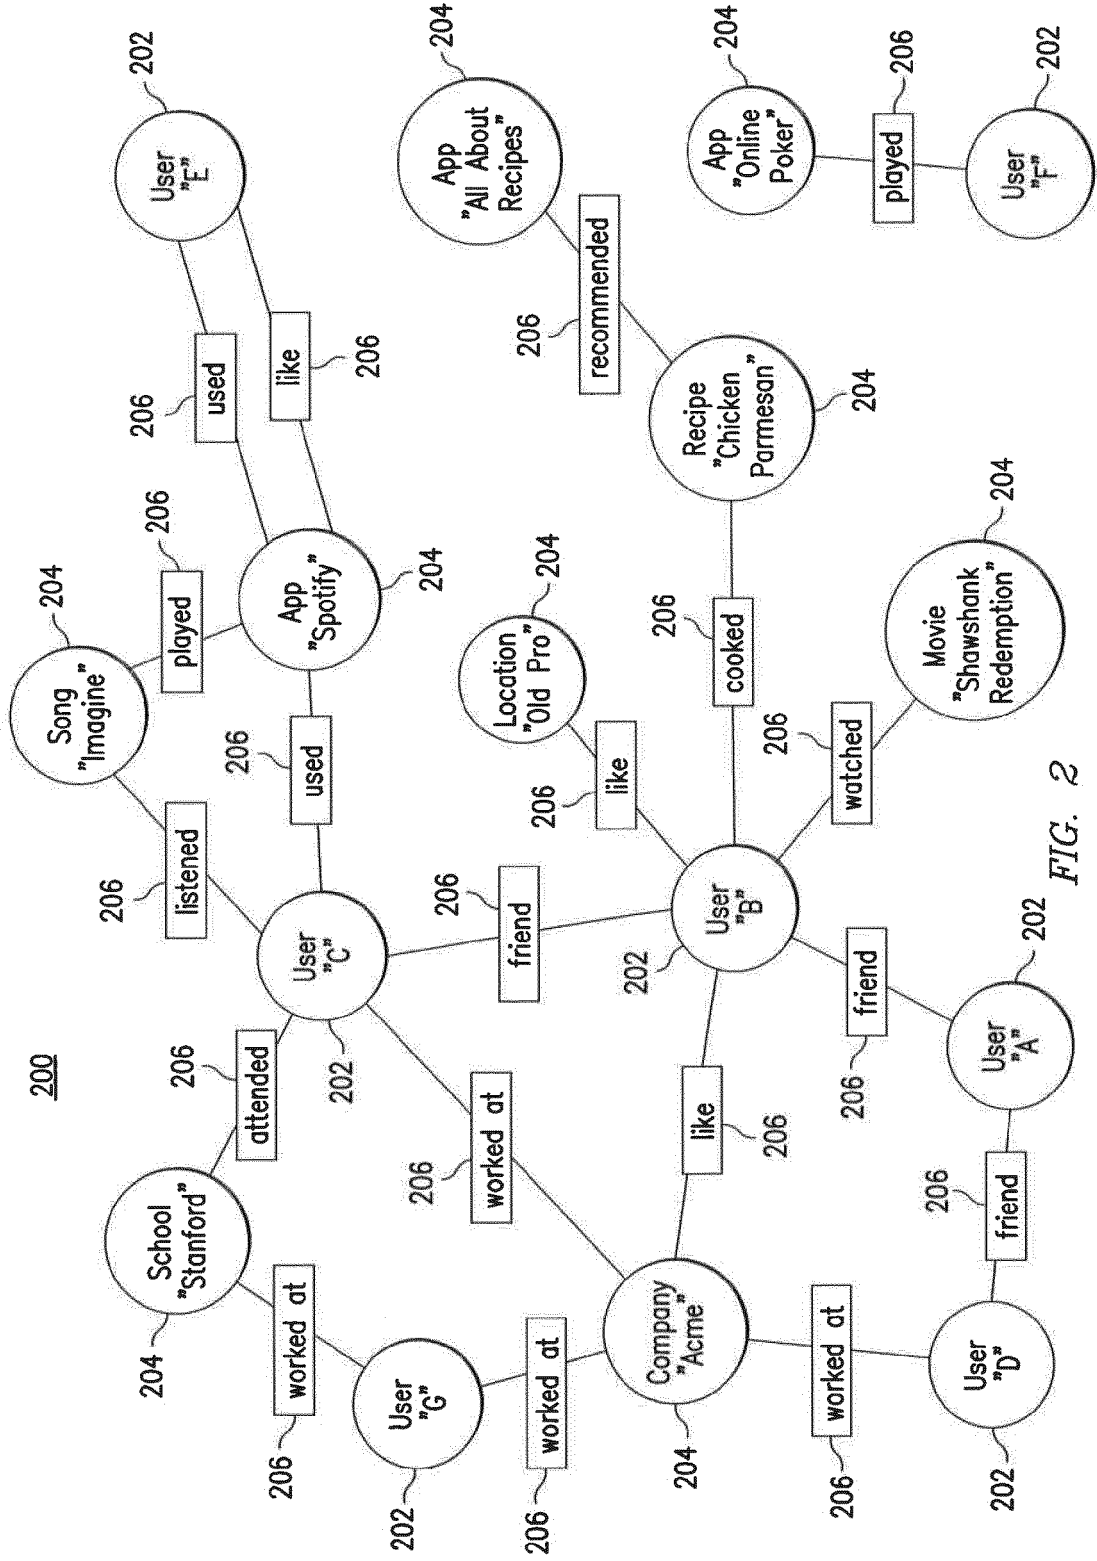 200
204
School
"Stanford"
206
attended
206
listened
204
Song
"Imagine"
206
played
206
used
202
User
"E"
206
worked at
202
User
"C"
206
used
App
"Spotify"
204
like
206
202
User
"G"
206
worked at
206
friend
Location
"Old Pro"
204
206
like
204
App
"All About
Recipes"
206
worked at
204
Company
"Acme"
like
206
202
User
"B"
206
cooked
Recipe
"Chicken
Parmesan"
204
206
recommended
204
App
"Online
Poker"
206
worked at
206
friend
206
watched
Movie
"Shawshank
Redemption"
204
played
206
202
User
"D"
206
friend
User
"A"
202
User
"F"
202
FIG. 2